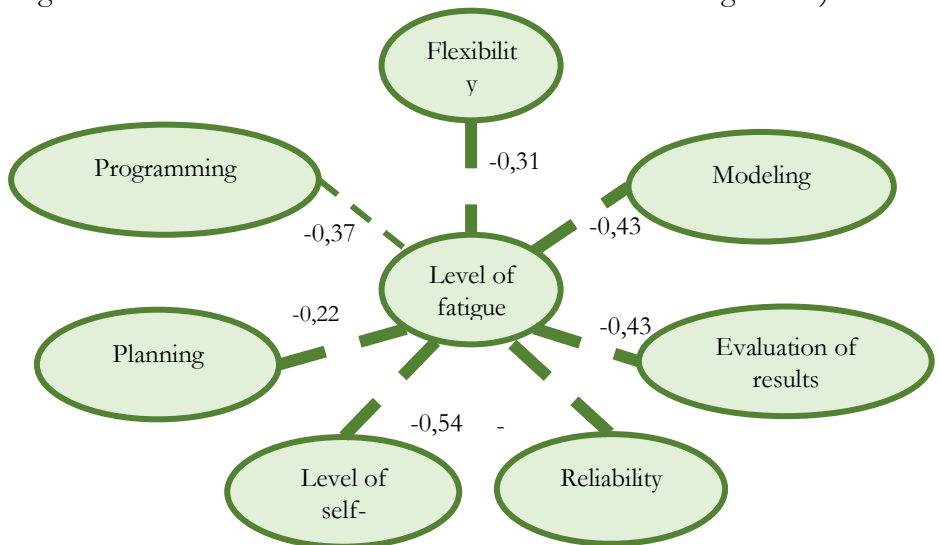 Flexibilit
y
Programming
-0,31
Modeling
-0,37
-0,43
Level of
fatigue
-0,22
-0,43
Planning
Evaluation of
results
-0,54
-
Level of
self-
Reliability